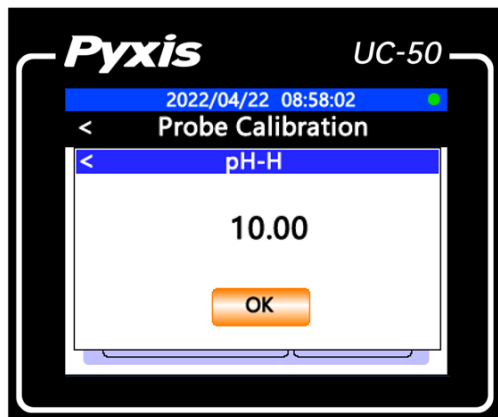 Pyxis UC-50
2022/04/22 08:58:02
< Probe Calibration
< pH-H
10.00
OK